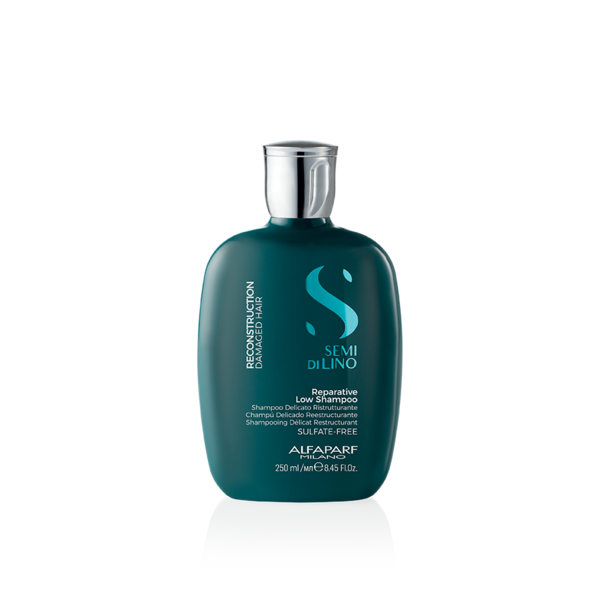 RECONSTRUCTION
DAMAGED HAIR
SEMI
DI LINO
Reparative
Low Shampoo
Shampoo Delicato Ristrutturante
Champú Delicado Reestructurante
Shampooing Délicat Restructurant
SULFATE-FREE
ALFAPARF
MILANO
250 ml/мл℮8.45 Fl.Oz.